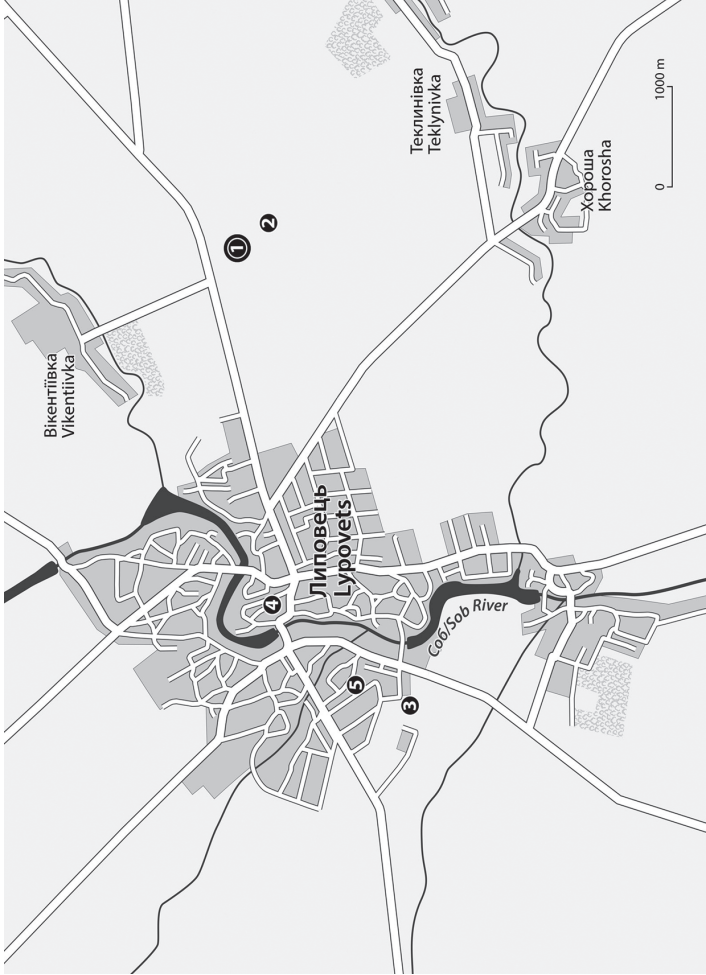 Вікентіївка
Vikentiivka
Теклинівка
Teklynivka
1000 m
0
Хороша
Khorosha
1
2
Липовець
Lypovets
4
5
3
Соб/Sob River